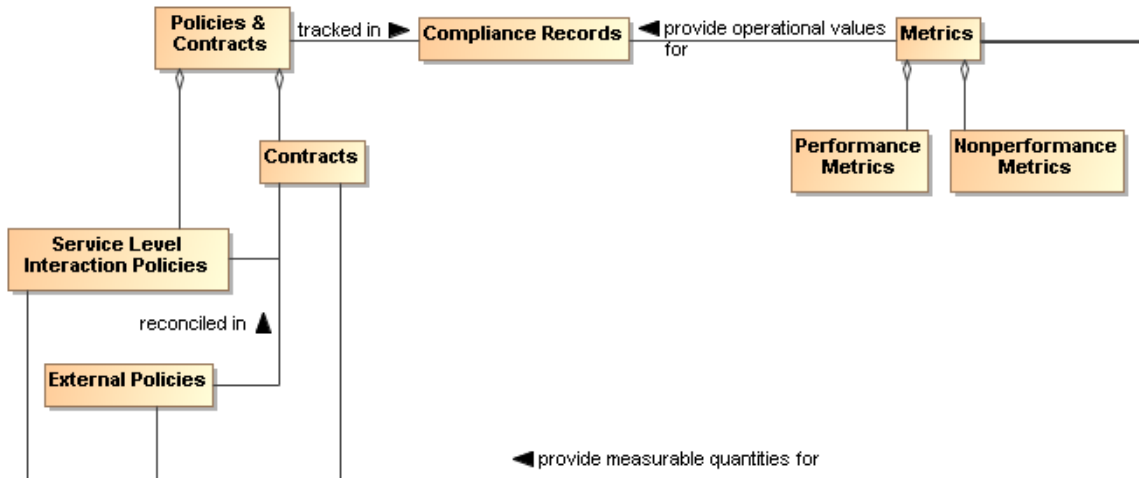 Policies &
Contracts
tracked in
Compliance Records
provide operational values
for
Metrics
Performance
Metrics
Nonperformance
Metrics
Contracts
Service Level
Interaction Policies
reconciled in
External Policies
provide measurable quantities for